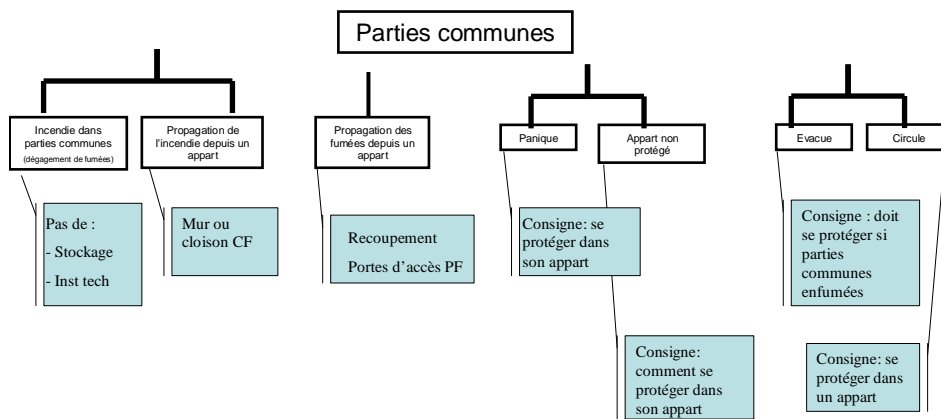 Parties communes
Incendie dans
parties communes
(dégagement de fumées)
Propagation de
l'incendie depuis un
appart
Propagation des
fumées depuis un
appart
Panique
Appart non
protégé
Evacue
Circule
Pas de :
- Stockage
- Inst tech
Mur ou
cloison CF
Recoupement
Portes d'accès PF
Consigne: se
protéger dans
son appart
Consigne : doit
se protéger si
parties
communes
enfumées
Consigne:
comment se
protéger dans
son appart
Consigne: se
protéger dans
un appart